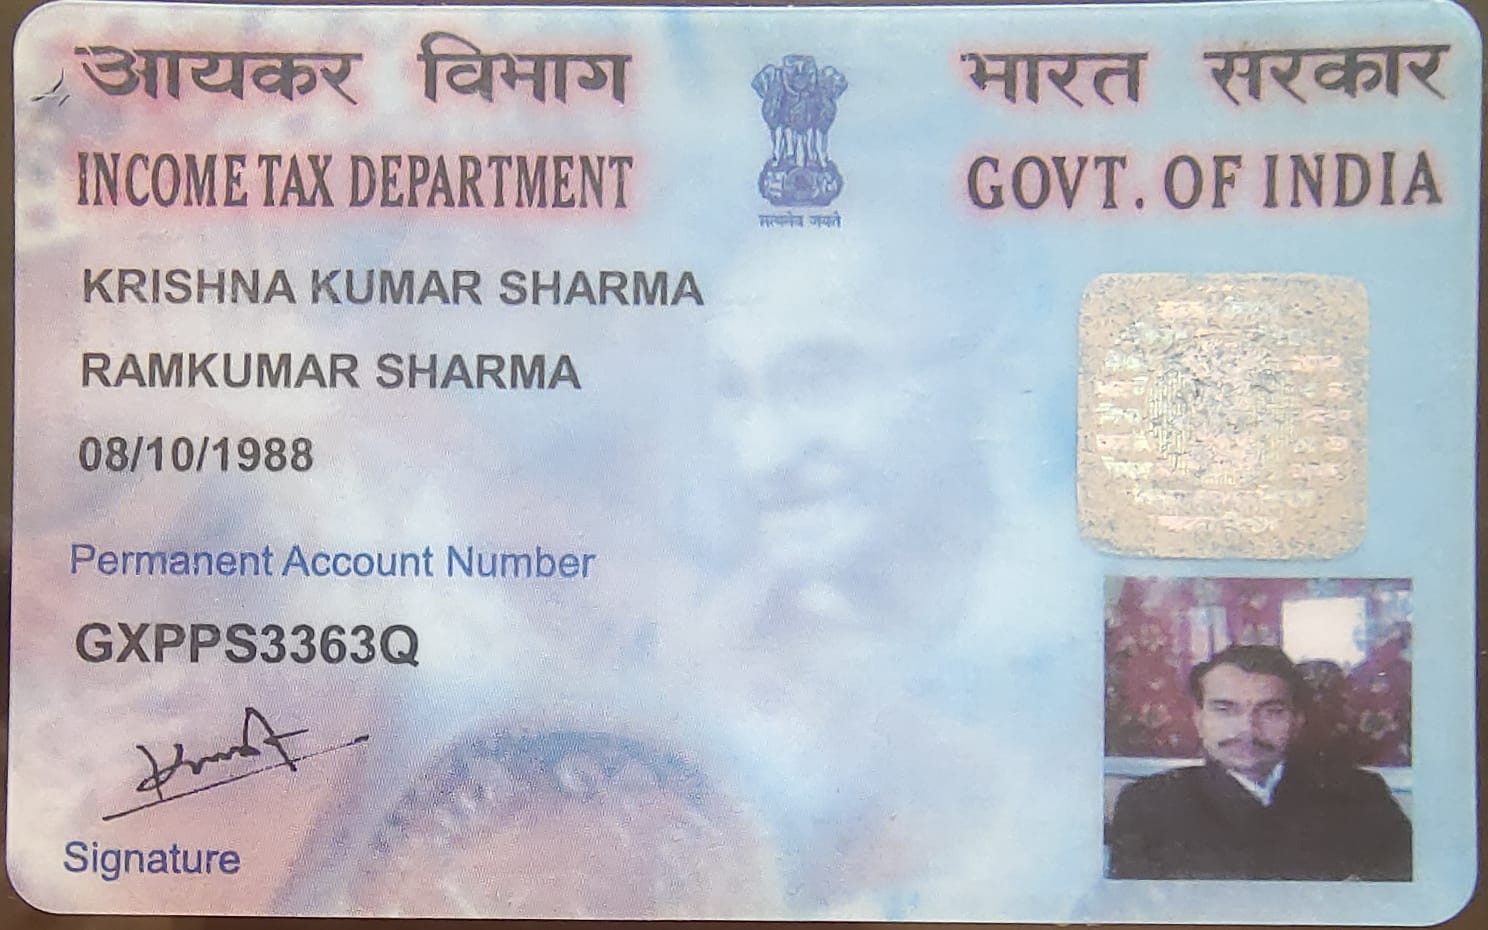 आयकर विभाग
INCOME TAX DEPARTMENT
सत्यमेव जयते
भारत सरकार
GOVT. OF INDIA
KRISHNA KUMAR SHARMA
RAMKUMAR SHARMA
08/10/1988
Permanent Account Number
GXPPS3363Q
Signature